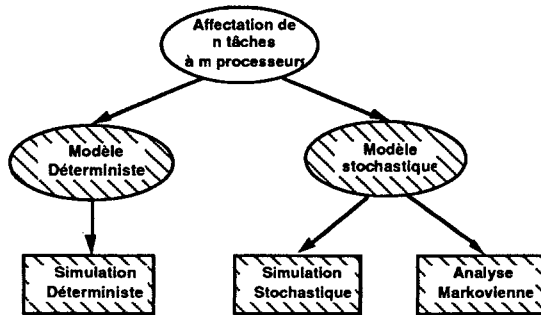 Affectation de
n tâches
à m processeurs
Modèle
Déterministe
Modèle
stochastique
Simulation
Déterministe
Simulation
Stochastique
Analyse
Markovienne